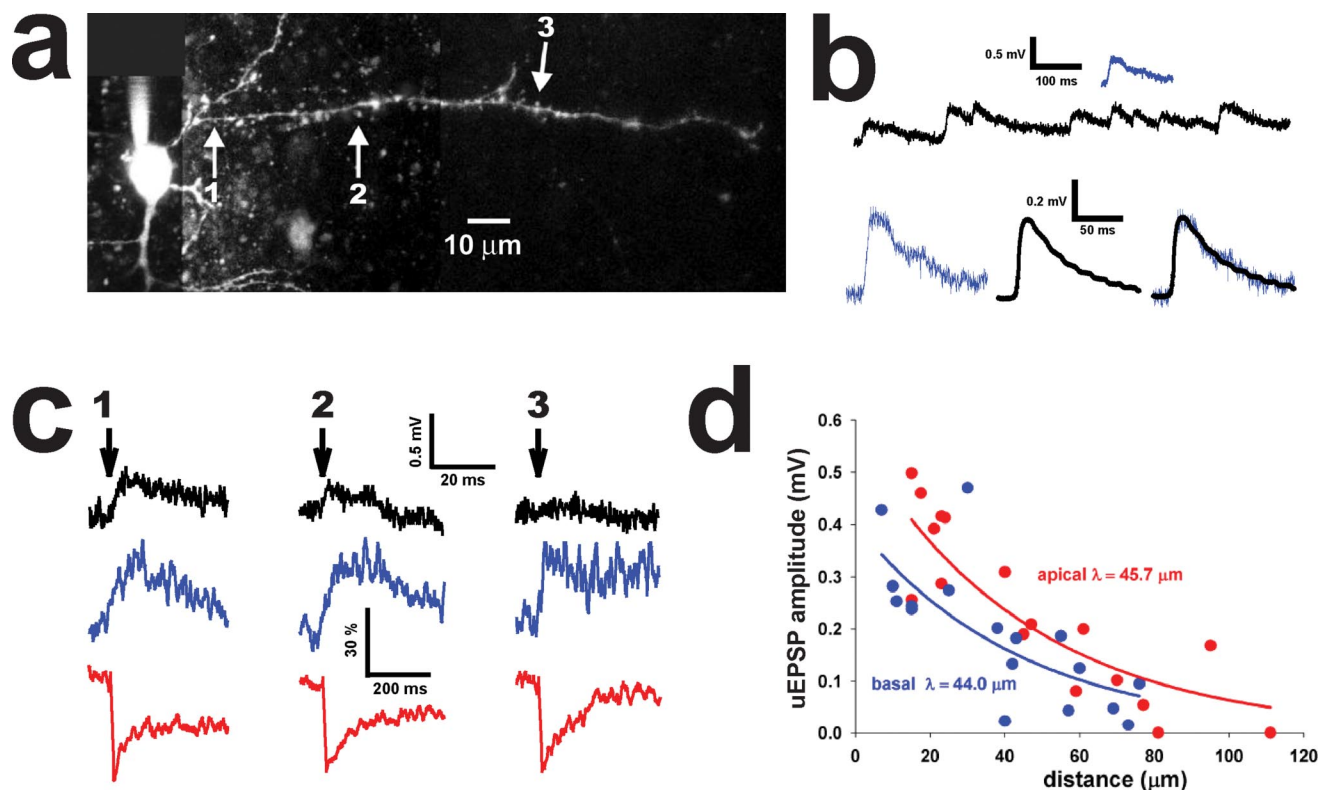 a
3
1
2
10 μm
b
0.5 mV
100 ms
0.2 mV
50 ms
c
1
2
3
0.5 mV
20 ms
30 %
200 ms
d
uEPSP amplitude (mV)
0.6
0.5
0.4
0.3
0.2
0.1
0.0
apical λ = 45.7 μm
basal λ = 44.0 μm
0 20 40 60 80 100 120
distance (μm)